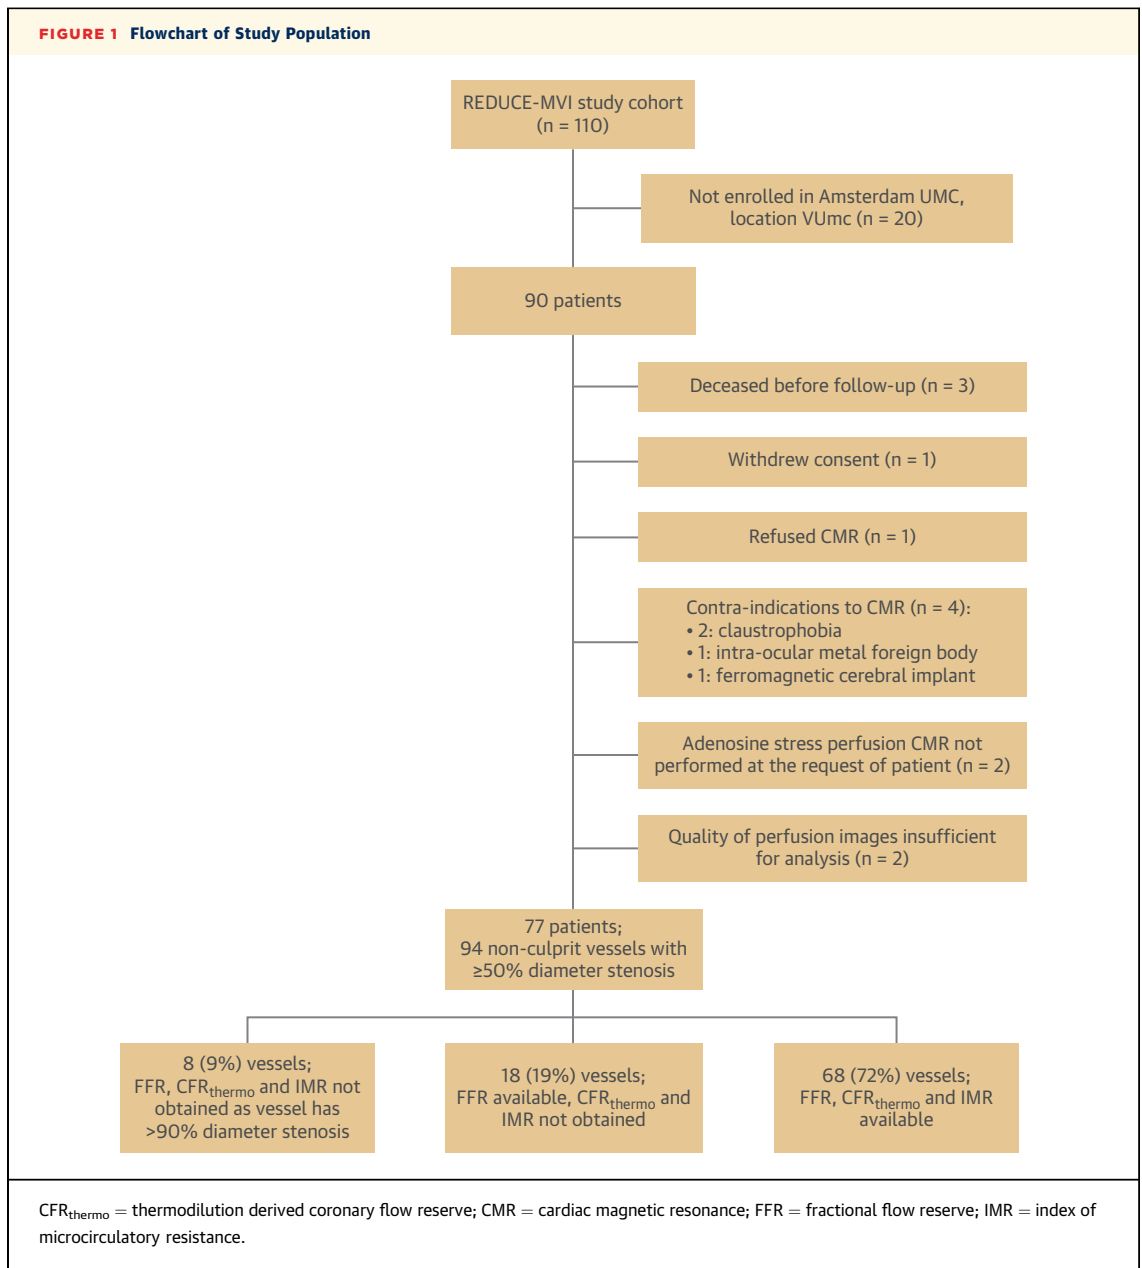 FIGURE 1 Flowchart of Study Population
REDUCE-MVI study cohort
(n = 110)
Not enrolled in Amsterdam UMC,
location VUmc (n = 20)
90 patients
Deceased before follow-up (n = 3)
Withdrew consent (n = 1)
Refused CMR (n = 1)
Contra-indications to CMR (n = 4):
• 2: claustrophobia
• 1: intra-ocular metal foreign body
• 1: ferromagnetic cerebral implant
Adenosine stress perfusion CMR not
performed at the request of patient (n = 2)
Quality of perfusion images insufficient
for analysis (n = 2)
77 patients;
94 non-culprit vessels with
≥50% diameter stenosis
8 (9%) vessels;
FFR, CFRthermo and IMR not
obtained as vessel has
>90% diameter stenosis
18 (19%) vessels;
FFR available, CFRthermo and
IMR not obtained
68 (72%) vessels;
FFR, CFRthermo and IMR
available
CFRthermo = thermodilution derived coronary flow reserve; CMR = cardiac magnetic resonance; FFR = fractional flow reserve; IMR = index of
microcirculatory resistance.